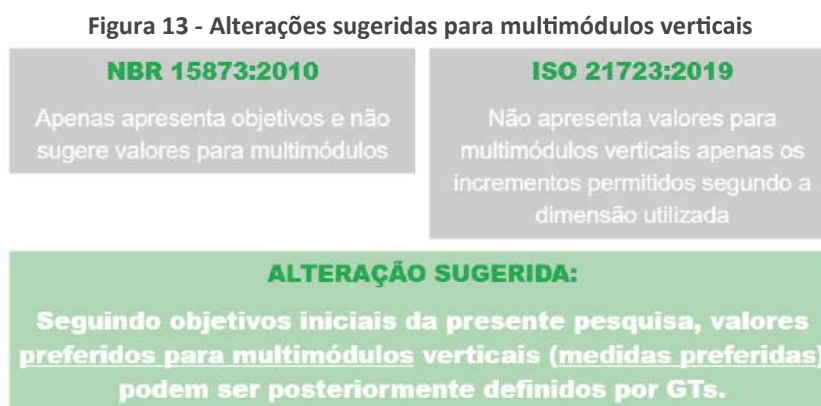 Figura 13 - Alterações sugeridas para multimódulos verticais
NBR 15873:2010
Apenas apresenta objetivos e não
sugere valores para multimódulos
ISO 21723:2019
Não apresenta valores para
multimódulos verticais apenas os
incrementos permitidos segundo a
dimensão utilizada
ALTERAÇÃO SUGERIDA:
Seguindo objetivos iniciais da presente pesquisa, valores
preferidos para multimódulos verticais (medidas preferidas)
podem ser posteriormente definidos por GTs.